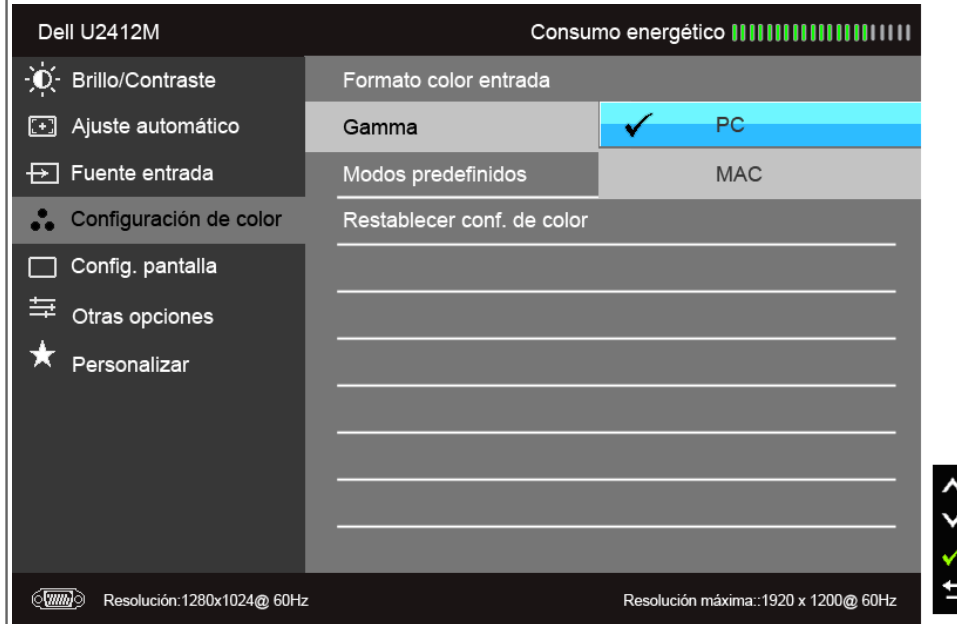 Dell U2412M Consumo energético
Brillo/Contraste Formato color entrada
Ajuste automático Gamma PC
Fuente entrada Modos predefinidos MAC
Configuración de color Restablecer conf. de color
Config. pantalla
Otras opciones
Personalizar
Resolución:1280x1024@ 60Hz Resolución máxima::1920 x 1200@ 60Hz